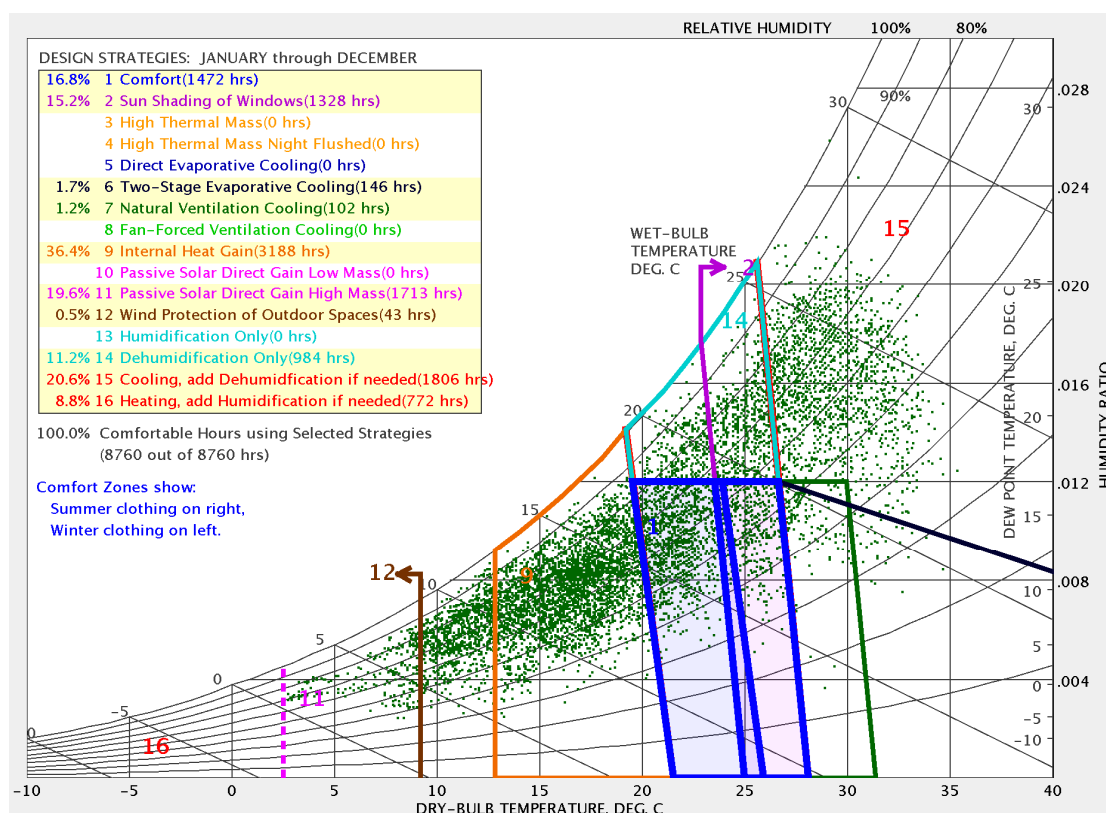 RELATIVE HUMIDITY 100% 80%
DESIGN STRATEGIES: JANUARY through DECEMBER
16.8% 1 Comfort(1472 hrs)
15.2% 2 Sun Shading of Windows(1328 hrs)
3 High Thermal Mass(0 hrs)
4 High Thermal Mass Night Flushed(0 hrs)
5 Direct Evaporative Cooling(0 hrs)
1.7% 6 Two-Stage Evaporative Cooling(146 hrs)
1.2% 7 Natural Ventilation Cooling(102 hrs)
8 Fan-Forced Ventilation Cooling(0 hrs)
36.4% 9 Internal Heat Gain(3188 hrs)
10 Passive Solar Direct Gain Low Mass(0 hrs)
19.6% 11 Passive Solar Direct Gain High Mass(1713 hrs)
0.5% 12 Wind Protection of Outdoor Spaces(43 hrs)
13 Humidification Only(0 hrs)
11.2% 14 Dehumidification Only(984 hrs)
20.6% 15 Cooling, add Dehumidfication if needed(1806 hrs)
8.8% 16 Heating, add Humidification if needed(772 hrs)
100.0% Comfortable Hours using Selected Strategies
(8760 out of 8760 hrs)
Comfort Zones show:
Summer clothing on right,
Winter clothing on left.
90%
30
30
.028
.024
15
WET-BULB
TEMPERATURE
DEG. C
2
25
25
.020
14
.016
20
20
.012
15
15
1
DEW POINT TEMPERATURE, DEG. C
HUMIDITY RATIO
12
9
0
.008
10
5
5
0
0
.004
11
-5
-5
-10
16
0
-10 -5 0 5 10 15 20 25 30 35 40
DRY-BULB TEMPERATURE, DEG. C